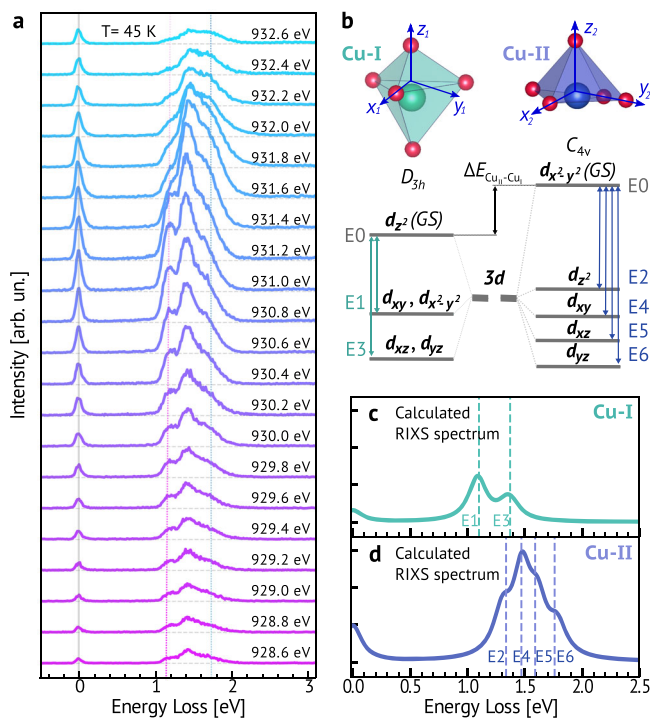 a
T= 45 K
932.6 eV
932.4 eV
932.2 eV
932.0 eV
931.8 eV
931.6 eV
931.4 eV
931.2 eV
931.0 eV
930.8 eV
930.6 eV
930.4 eV
930.2 eV
930.0 eV
929.8 eV
929.6 eV
929.4 eV
929.2 eV
929.0 eV
928.8 eV
928.6 eV
Intensity [arb. un.]
0 1 2 3
Energy Loss [eV]
b
Cu-I
z1
x1
y1
Cu-II
z2
x2
y2
D3h
C4v
ΔE Cu_II-Cu_I
dx²y² (GS)
E0
dz² (GS)
E0
3d
E1
dxy , dx²y²
E3
dxz , dyz
dz²
E2
dxy
E4
dxz
E5
dyz
E6
c
Calculated
RIXS spectrum
Cu-I
E1 E3
d
Calculated
RIXS spectrum
Cu-II
E2 E4 E5 E6
0.0 0.5 1.0 1.5 2.0 2.5
Energy Loss [eV]